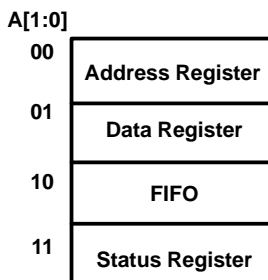 A[1:0]
00
Address Register
01
Data Register
10
FIFO
11
Status Register